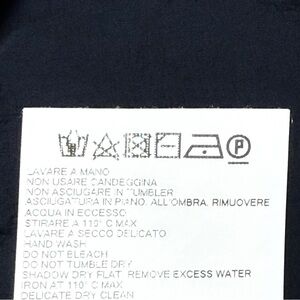 P
LAVARE A MANO
NON USARE CANDEGGINA
NON ASCIUGARE IN TUMBLER
ASCIUGATURA IN PIANO, ALL'OMBRA. RIMUOVERE
ACQUA IN ECCESSO
STIRARE A 110° C MAX
LAVARE A SECCO DELICATO
HAND WASH
DO NOT BLEACH
DO NOT TUMBLE DRY
SHADOW DRY FLAT. REMOVE EXCESS WATER
IRON AT 110° C MAX
DELICATE DRY CLEAN